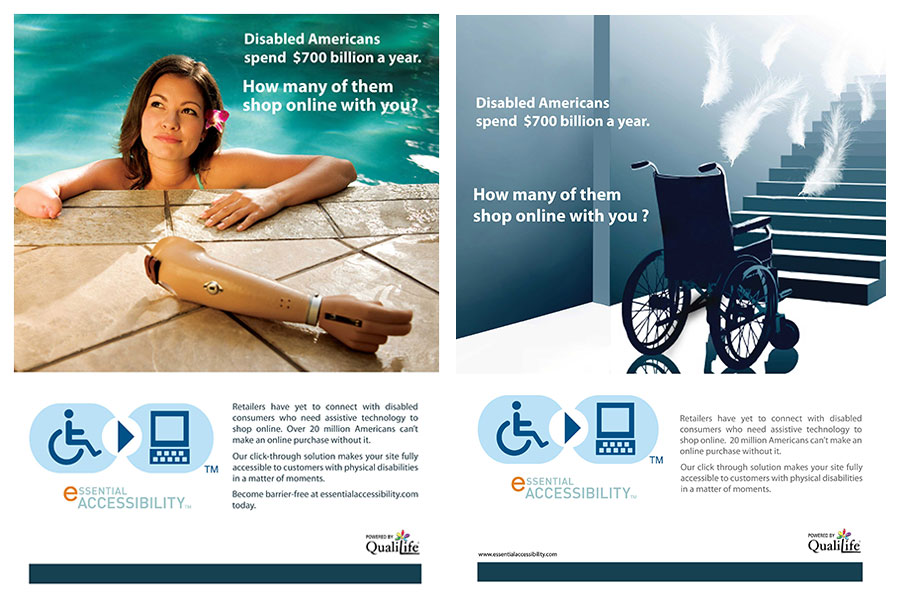 Disabled Americans
spend $700 billion a year.
How many of them
shop online with you?
Retailers have yet to connect with disabled
consumers who need assistive technology to
shop online. Over 20 million Americans can't
make an online purchase without it.
Our click-through solution makes your site fully
accessible to customers with physical disabilities
in a matter of moments.
Become barrier-free at essentialaccessibility.com
today.
TM
eSSENTIAL
ACCESSIBILITY TM
POWERED BY
QualiLife
Disabled Americans
spend $700 billion a year.
How many of them
shop online with you ?
Retailers have yet to connect with disabled
consumers who need assistive technology to
shop online. 20 million Americans can't make an
online purchase without it.
Our click through solution makes your site fully
accessible to customers with physical disabilities
in a matter of moments.
TM
eSSENTIAL
ACCESSIBILITY TM
www.essentialaccessibility.com
POWERED BY
QualiLife